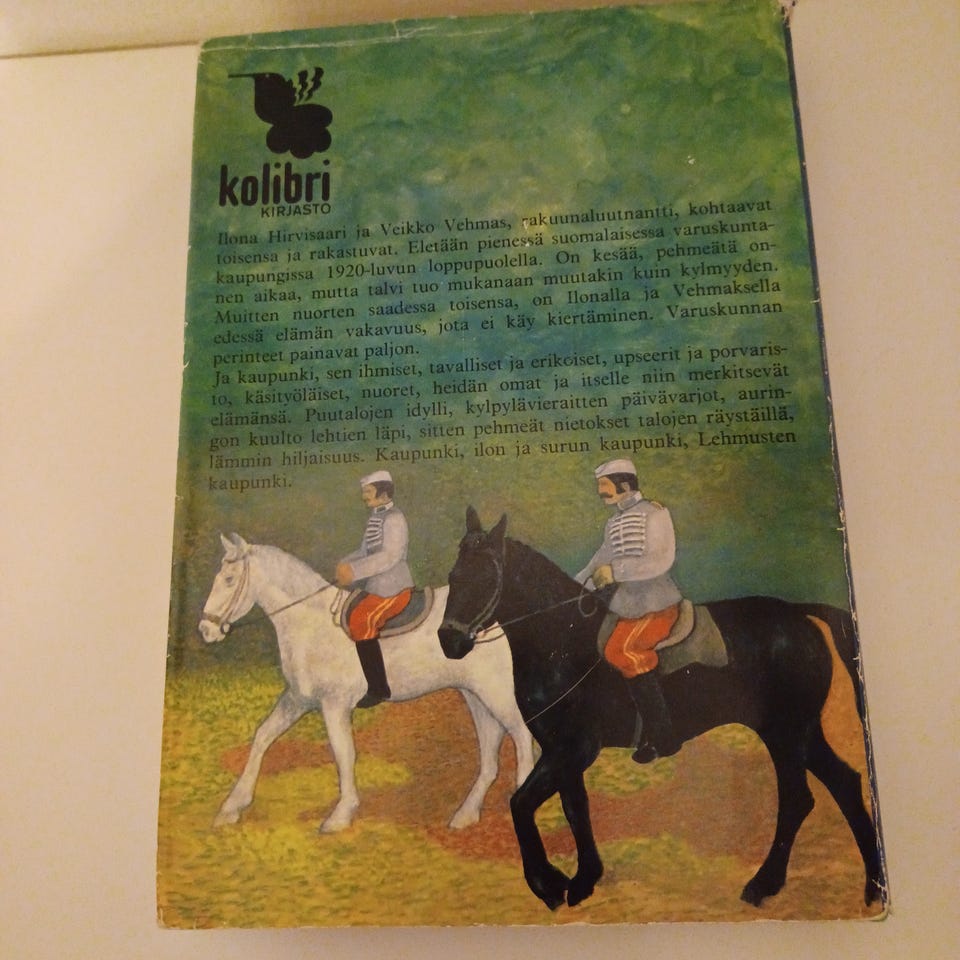 kolibri
KIRJASTO
Ilona Hirvisaari ja Veikko Vehmas, rakuunaluutnantti, kohtaavat
toisensa ja rakastuvat. Eletään pienessä suomalaisessa varuskunta-
kaupungissa 1920-luvun loppupuolella. On kesää, pehmeätä on-
nen aikaa, mutta talvi tuo mukanaan muutakin kuin kylmyyden.
Muitten nuorten saadessa toisensa, on Ilonalla ja Vehmaksella
edessä elämän vakavuus, jota ei käy kiertäminen. Varuskunnan
perinteet painavat paljon.
Ja kaupunki, sen ihmiset, tavalliset ja erikoiset, upseerit ja porvaris-
to, käsityöläiset, nuoret, heidän omat ja itselle niin merkitsevät
elämänsä. Puutalojen idylli, kylpylävieraitten päivävarjot, aurin-
gon kuulto lehtien läpi, sitten pehmeät nietokset talojen räystäillä,
lämmin hiljaisuus. Kaupunki, ilon ja surun kaupunki, Lehmusten
kaupunki.